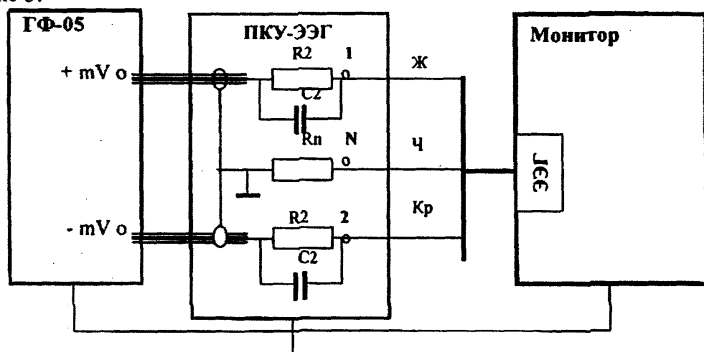 ГФ-05
ПКУ-ЭЭГ
Монитор
+ mV
R2
1
Ж
C2
Rn
N
Ч
ЭЭГ
- mV
R2
2
Кр
C2